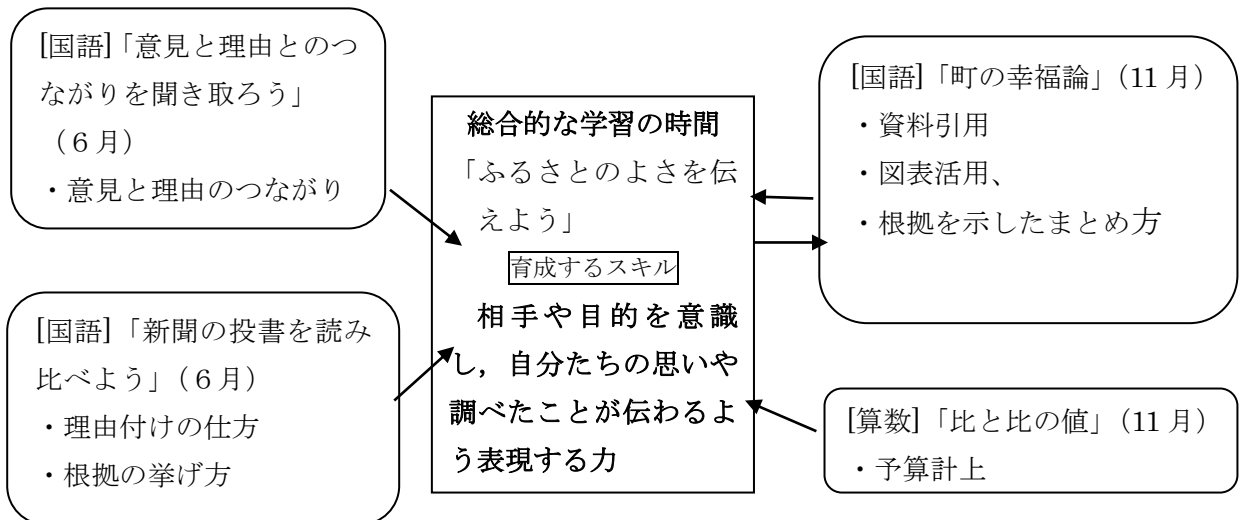 [国語]「意見と理由とのつ
ながりを聞き取ろう」
（６月）
・意見と理由のつながり
[国語]「新聞の投書を読み
比べよう」（６月）
・理由付けの仕方
・根拠の挙げ方
総合的な学習の時間
「ふるさとのよさを伝
えよう」
育成するスキル
相手や目的を意識
し，自分たちの思いや
調べたことが伝わるよ
う表現する力
[国語]「町の幸福論」（11 月）
・資料引用
・図表活用、
・根拠を示したまとめ方
[算数]「比と比の値」（11 月）
・予算計上